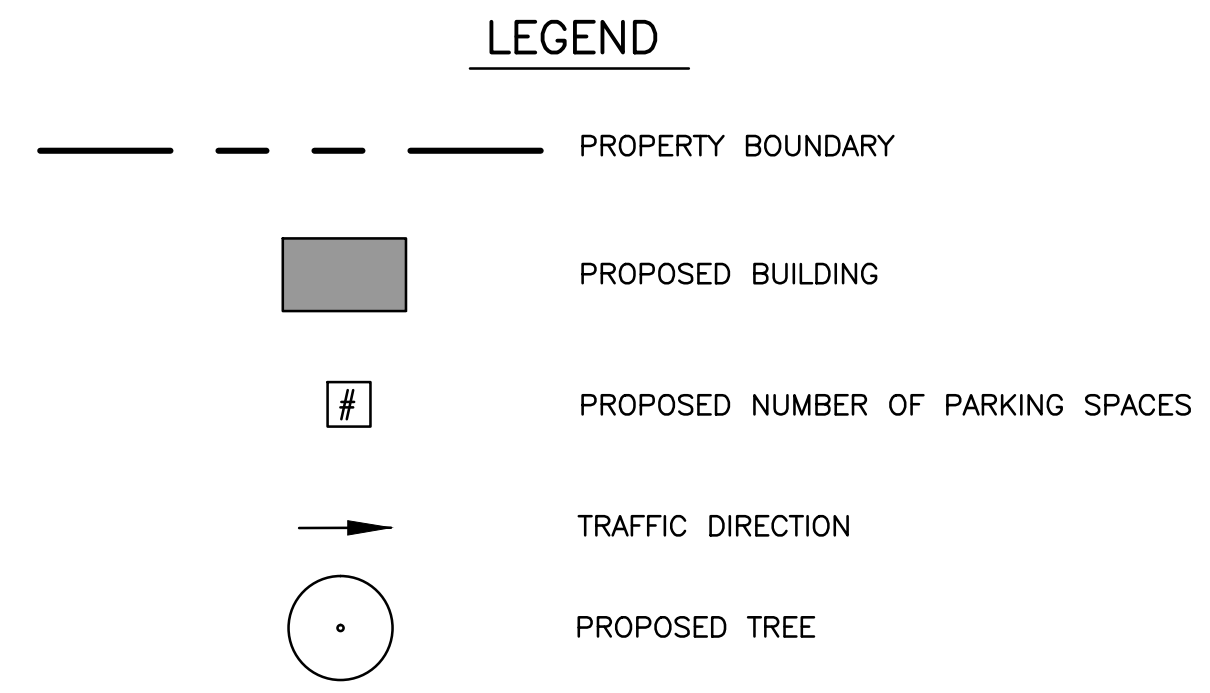 LEGEND
PROPERTY BOUNDARY
PROPOSED BUILDING
# PROPOSED NUMBER OF PARKING SPACES
TRAFFIC DIRECTION
PROPOSED TREE